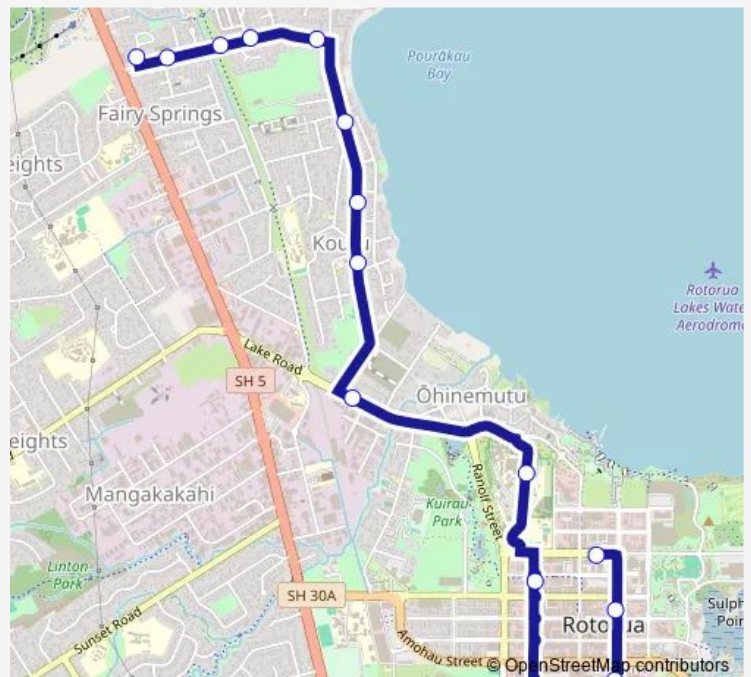 Pourākau
Bay
Fairy Springs
eights
Rotorua
Lakes Wate
Aerodrome
Lake Road
SH 5
Ōhinemutu
eights
Ranolf Street
Mangakakahi
Kuirau
Park
Linton
Park
SH 30A
Sulph
Poin
Sunset Road
Amohau Street
© OpenStreetMap contributors